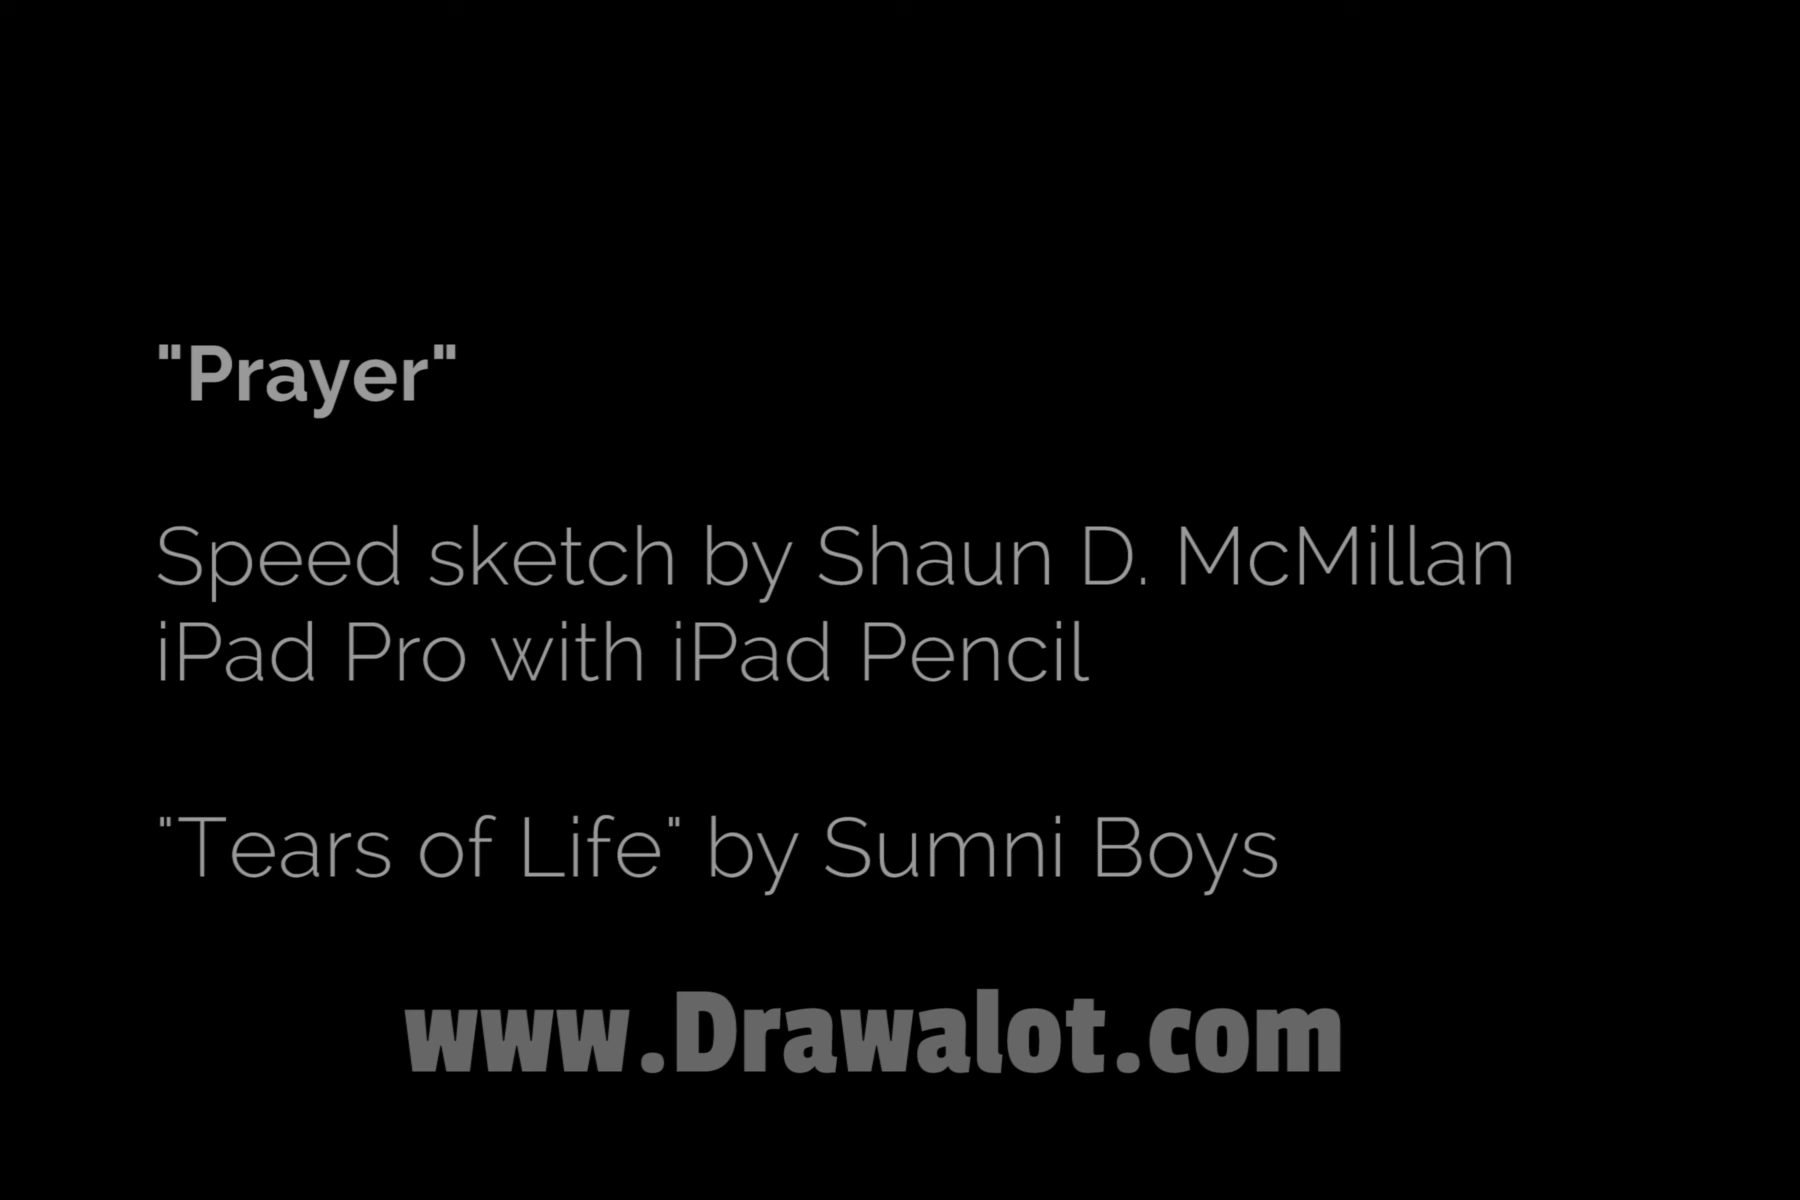 "Prayer"
Speed sketch by Shaun D. McMillan
iPad Pro with iPad Pencil
"Tears of Life" by Sumni Boys
www.Drawalot.com